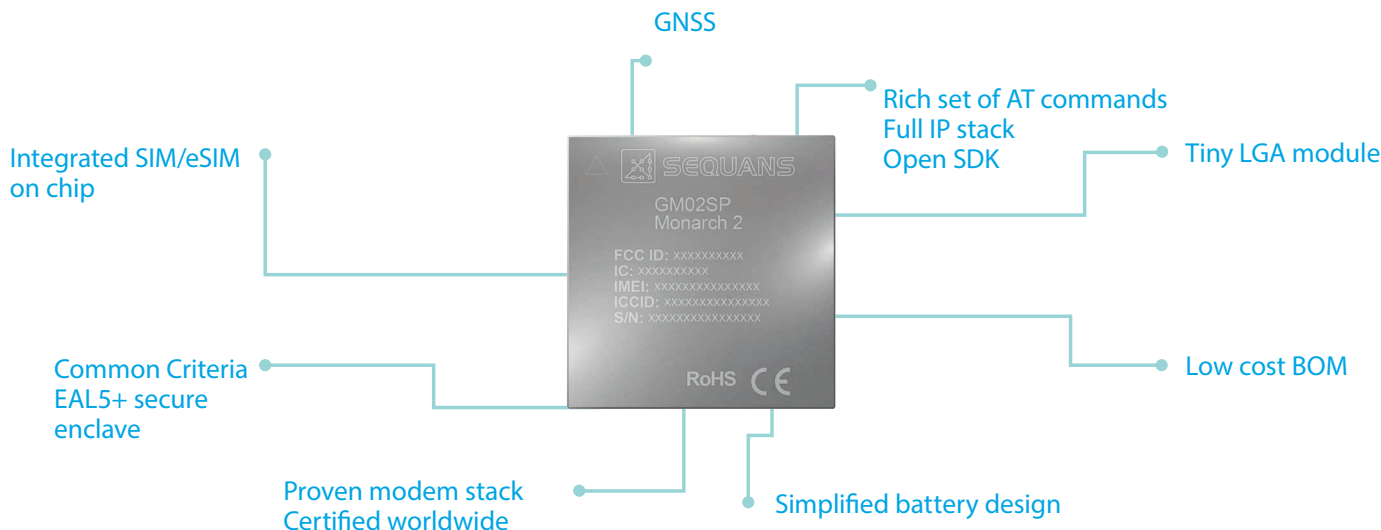 GNSS
Rich set of AT commands
Full IP stack
Open SDK
Integrated SIM/eSIM
on chip
Tiny LGA module
SEQUANS
GM02SP
Monarch 2
FCC ID: XXXXXXXXXX
IC: XXXXXXXXXX
IMEI: XXXXXXXXXXXXXXX
ICCID: XXXXXXXXXXXXXXX
S/N: XXXXXXXXXXXXXXXX
RoHS CE
Common Criteria
EAL5+ secure
enclave
Low cost BOM
Proven modem stack
Certified worldwide
Simplified battery design